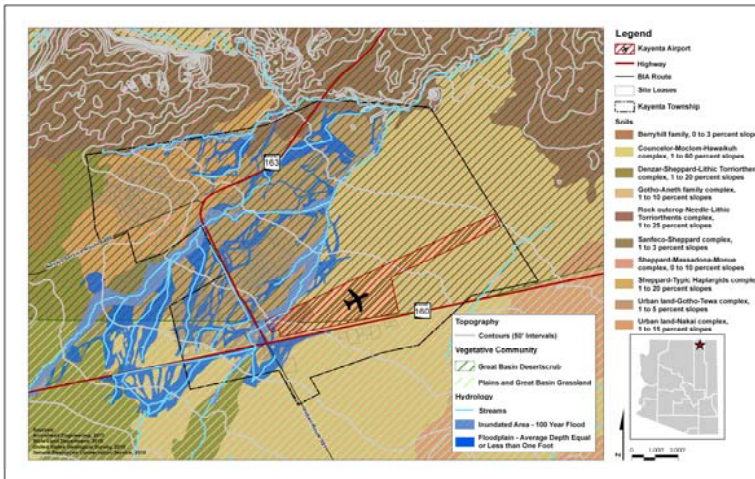 Legend
Kayenta Airport
Highway
BIA Route
Site Leases
Kayenta Township
Soils
Berryhill family, 0 to 3 percent slope
Councelor-Moclom-Hawaikuh
complex, 1 to 60 percent slopes
Denzar-Sheppard-Lithic Torriorthen
complex, 1 to 20 percent slopes
Gotho-Aneth family complex,
1 to 10 percent slopes
Rock outcrop-Needle-Lithic
Torriorthents complex,
1 to 25 percent slopes
Sanfeco-Sheppard complex,
1 to 3 percent slopes
Sheppard-Massadona-Monue
complex, 0 to 10 percent slopes
Sheppard-Typic Haplargids complex
1 to 20 percent slopes
Urban land-Gotho-Tewa complex,
1 to 5 percent slopes
Urban land-Nakai complex,
1 to 15 percent slopes
163
160
Topography
Contours (50' Intervals)
Vegetative Community
Great Basin Desertscrub
Plains and Great Basin Grassland
Hydrology
Streams
Inundated Area - 100 Year Flood
Floodplain - Average Depth Equal
or Less than One Foot
Sources